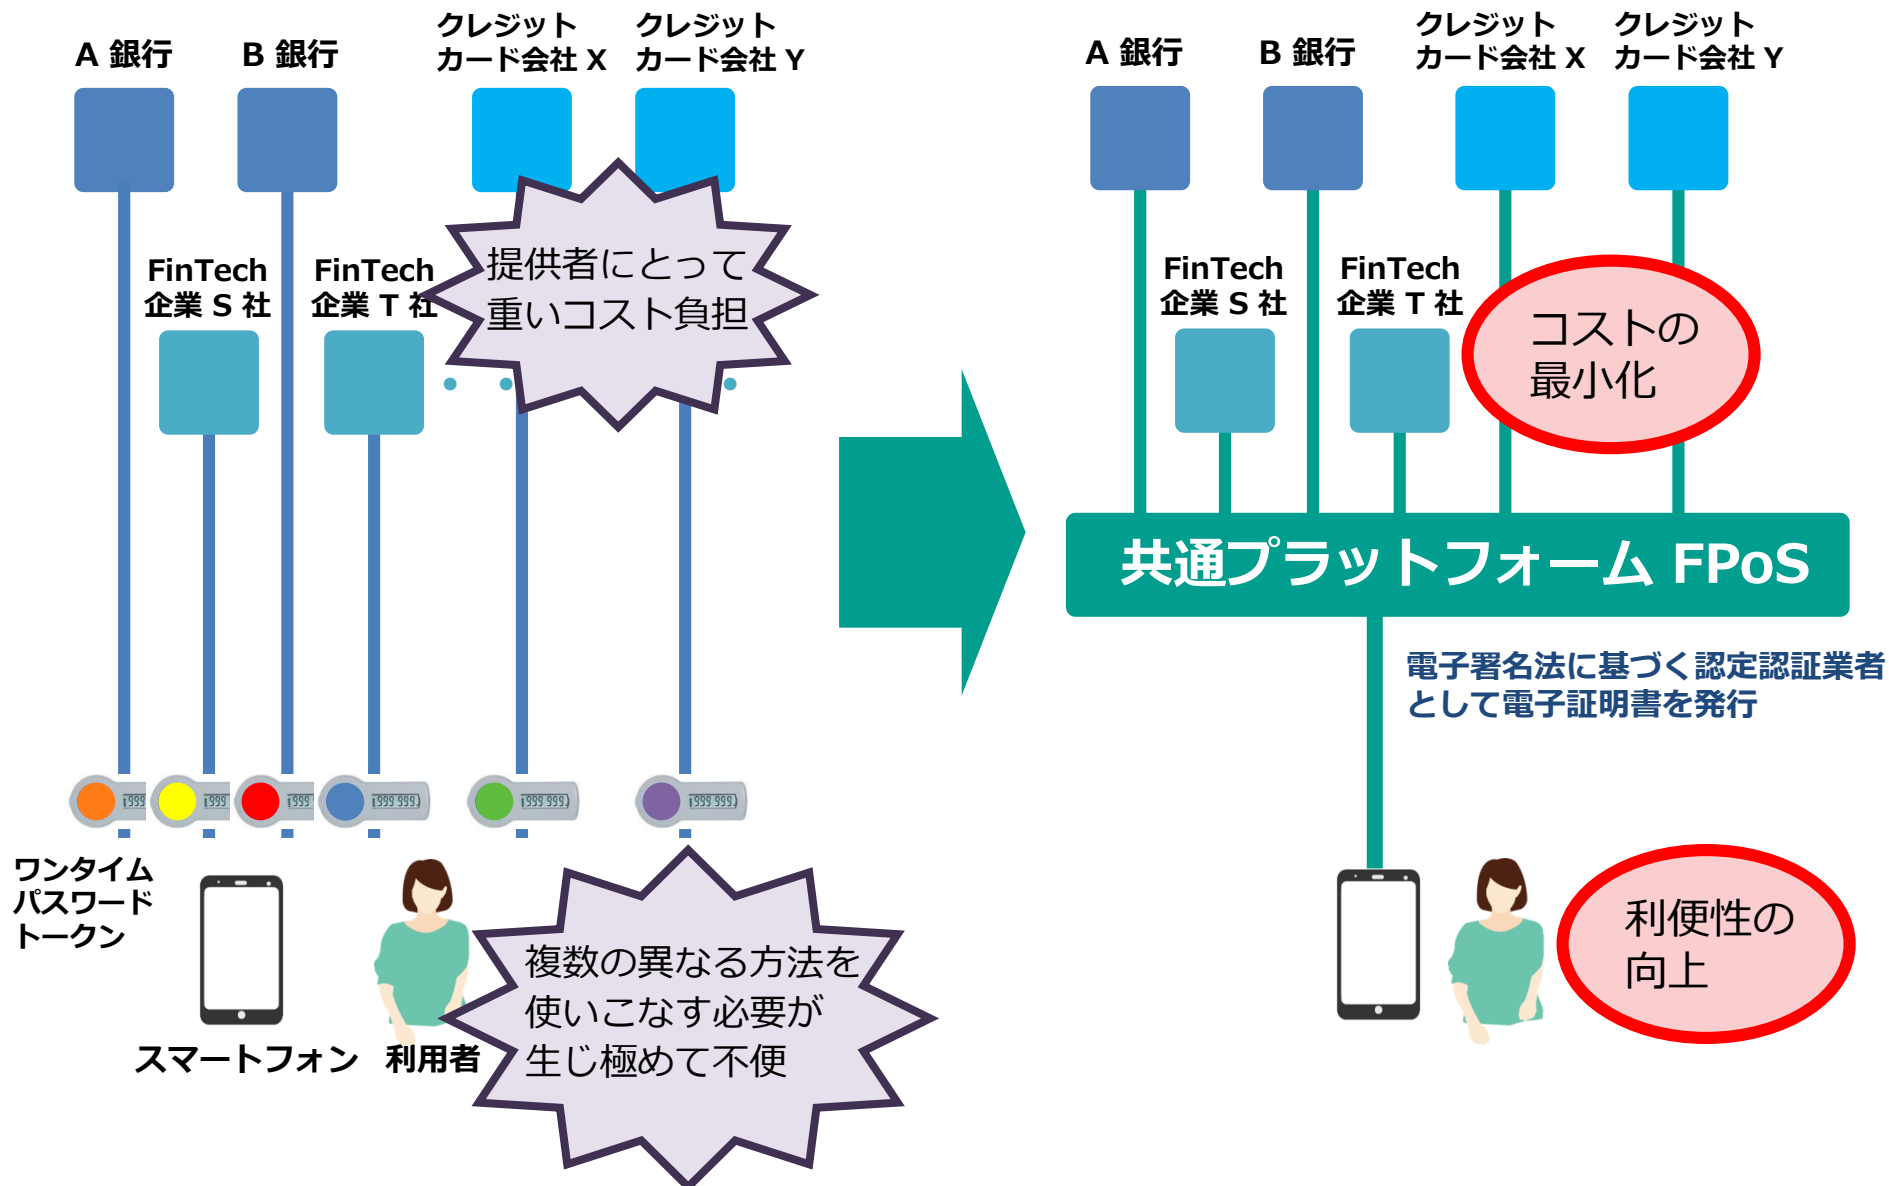 A 銀行
B 銀行
クレジット
カード会社 X
クレジット
カード会社 Y
FinTech
企業 S 社
FinTech
企業 T 社
提供者にとって
重いコスト負担
ワンタイム
パスワード
トークン
スマートフォン
利用者
複数の異なる方法を
使いこなす必要が
生じ極めて不便
A 銀行
B 銀行
クレジット
カード会社 X
クレジット
カード会社 Y
FinTech
企業 S 社
FinTech
企業 T 社
コストの
最小化
共通プラットフォーム FPoS
電子署名法に基づく認定認証業者
として電子証明書を発行
利便性の
向上